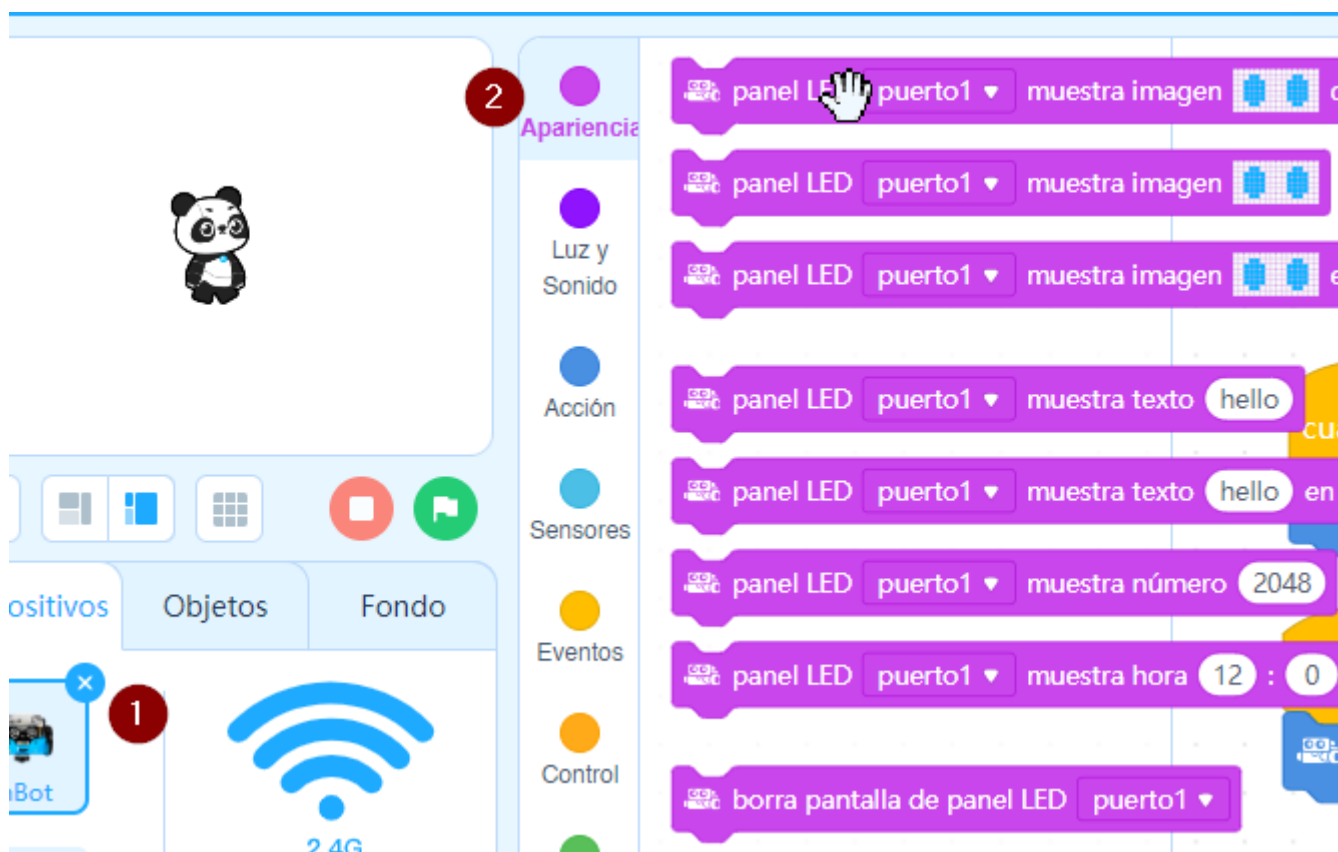 2
Apariencia
Luz y
Sonido
Acción
Sensores
Eventos
Control
panel LED puerto1 muestra imagen
panel LED puerto1 muestra imagen
panel LED puerto1 muestra imagen
panel LED puerto1 muestra texto hello
panel LED puerto1 muestra texto hello en
panel LED puerto1 muestra número 2048
panel LED puerto1 muestra hora 12 : 0
borra pantalla de panel LED puerto1
cua
ositivos Objetos Fondo
1
Bot
2.4G